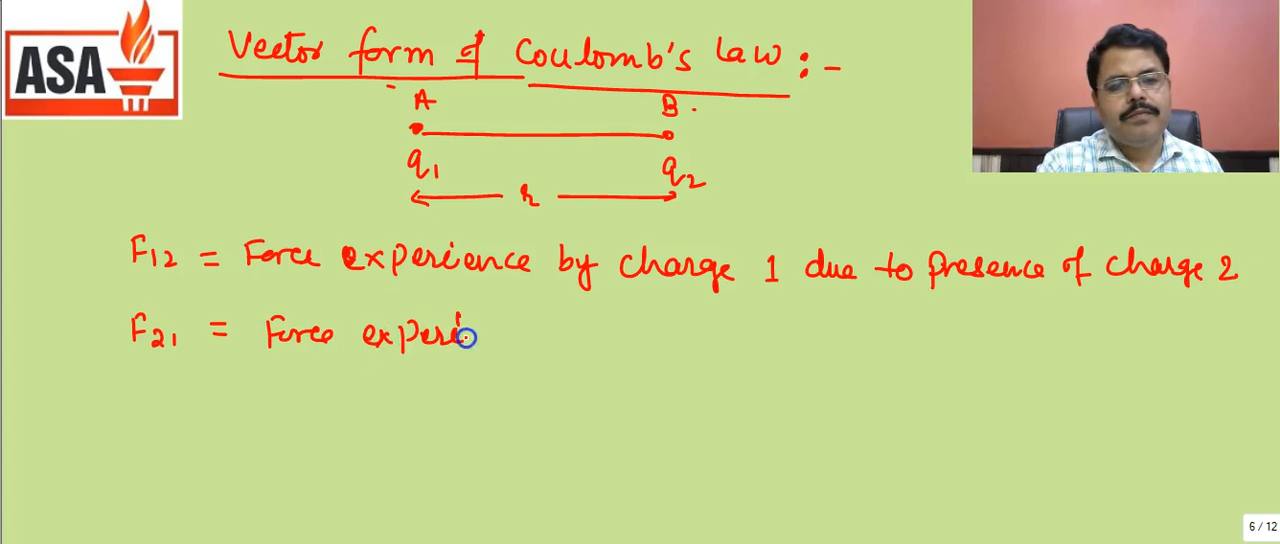 ASA
Vector form of Coulomb's law :-
A B
q1 q2
r
F12 = Force experience by charge 1 due to presence of charge 2
F21 = Force experi
6 / 12